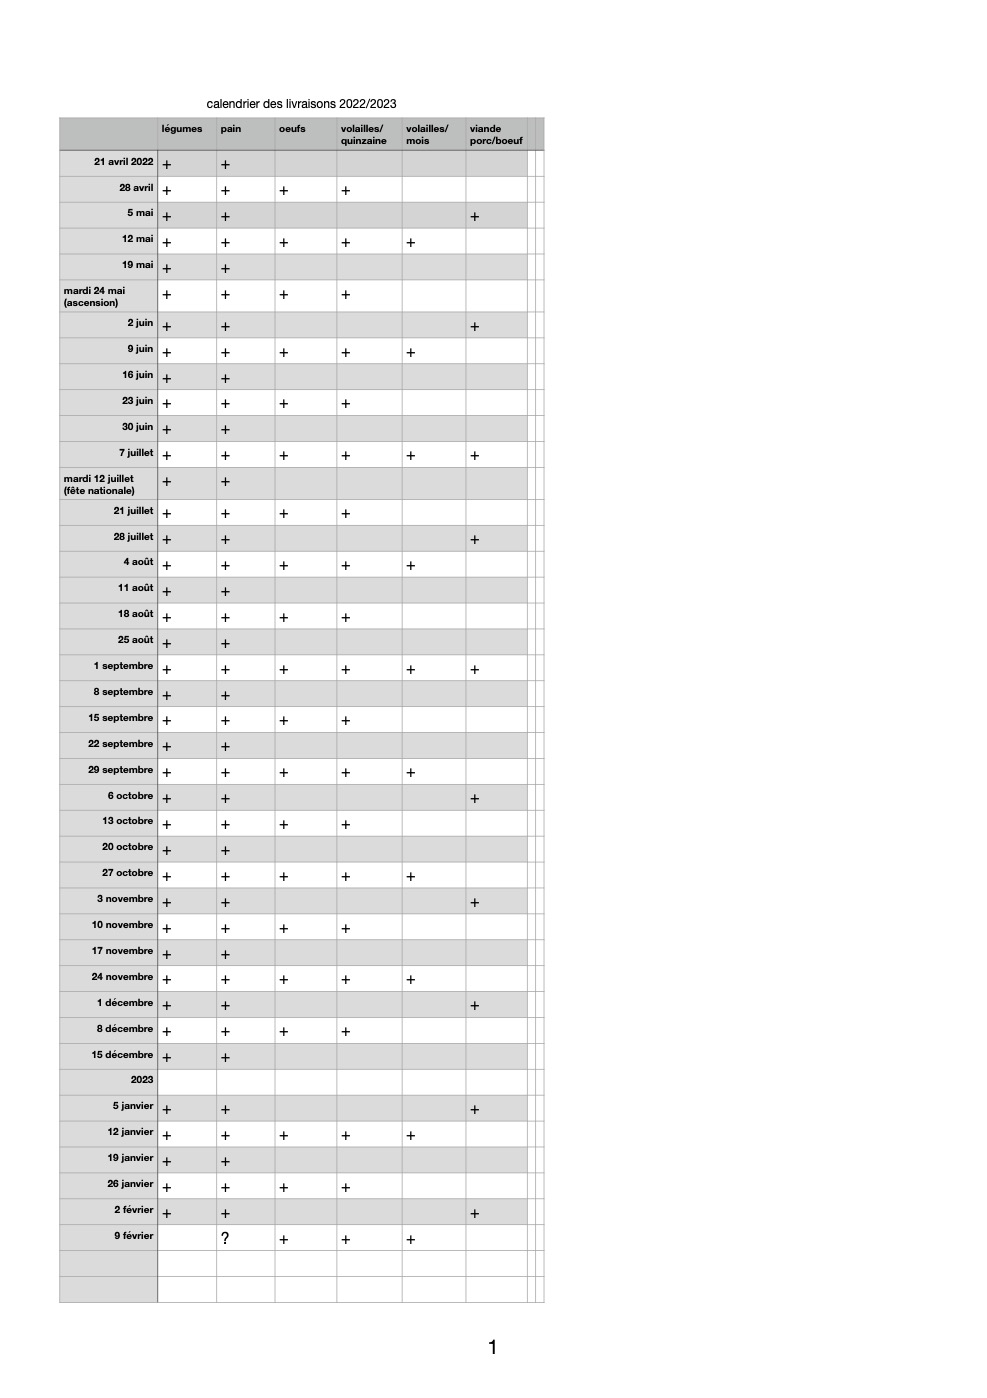 calendrier des livraisons 2022/2023
légumes pain oeufs volailles/ volailles/ viande
quinzaine mois porc/boeuf
21 avril 2022 + +
28 avril + + + +
5 mai + + +
12 mai + + + + +
19 mai + +
mardi 24 mai + + + +
(ascension)
2 juin + + +
9 juin + + + + +
16 juin + +
23 juin + + + +
30 juin + +
7 juillet + + + + + +
mardi 12 juillet + +
(fête nationale)
21 juillet + + + +
28 juillet + + +
4 août + + + + +
11 août + +
18 août + + + +
25 août + +
1 septembre + + + + + +
8 septembre + +
15 septembre + + + +
22 septembre + +
29 septembre + + + + +
6 octobre + + +
13 octobre + + + +
20 octobre + +
27 octobre + + + + +
3 novembre + + +
10 novembre + + + +
17 novembre + +
24 novembre + + + + +
1 décembre + + +
8 décembre + + + +
15 décembre + +
2023
5 janvier + + +
12 janvier + + + + +
19 janvier + +
26 janvier + + + +
2 février + + +
9 février ? + + +
1